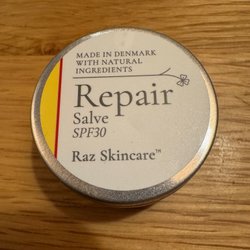 MADE IN DENMARK
WITH NATURAL
INGREDIENTS
Repair
Salve
SPF30
Raz Skincare™